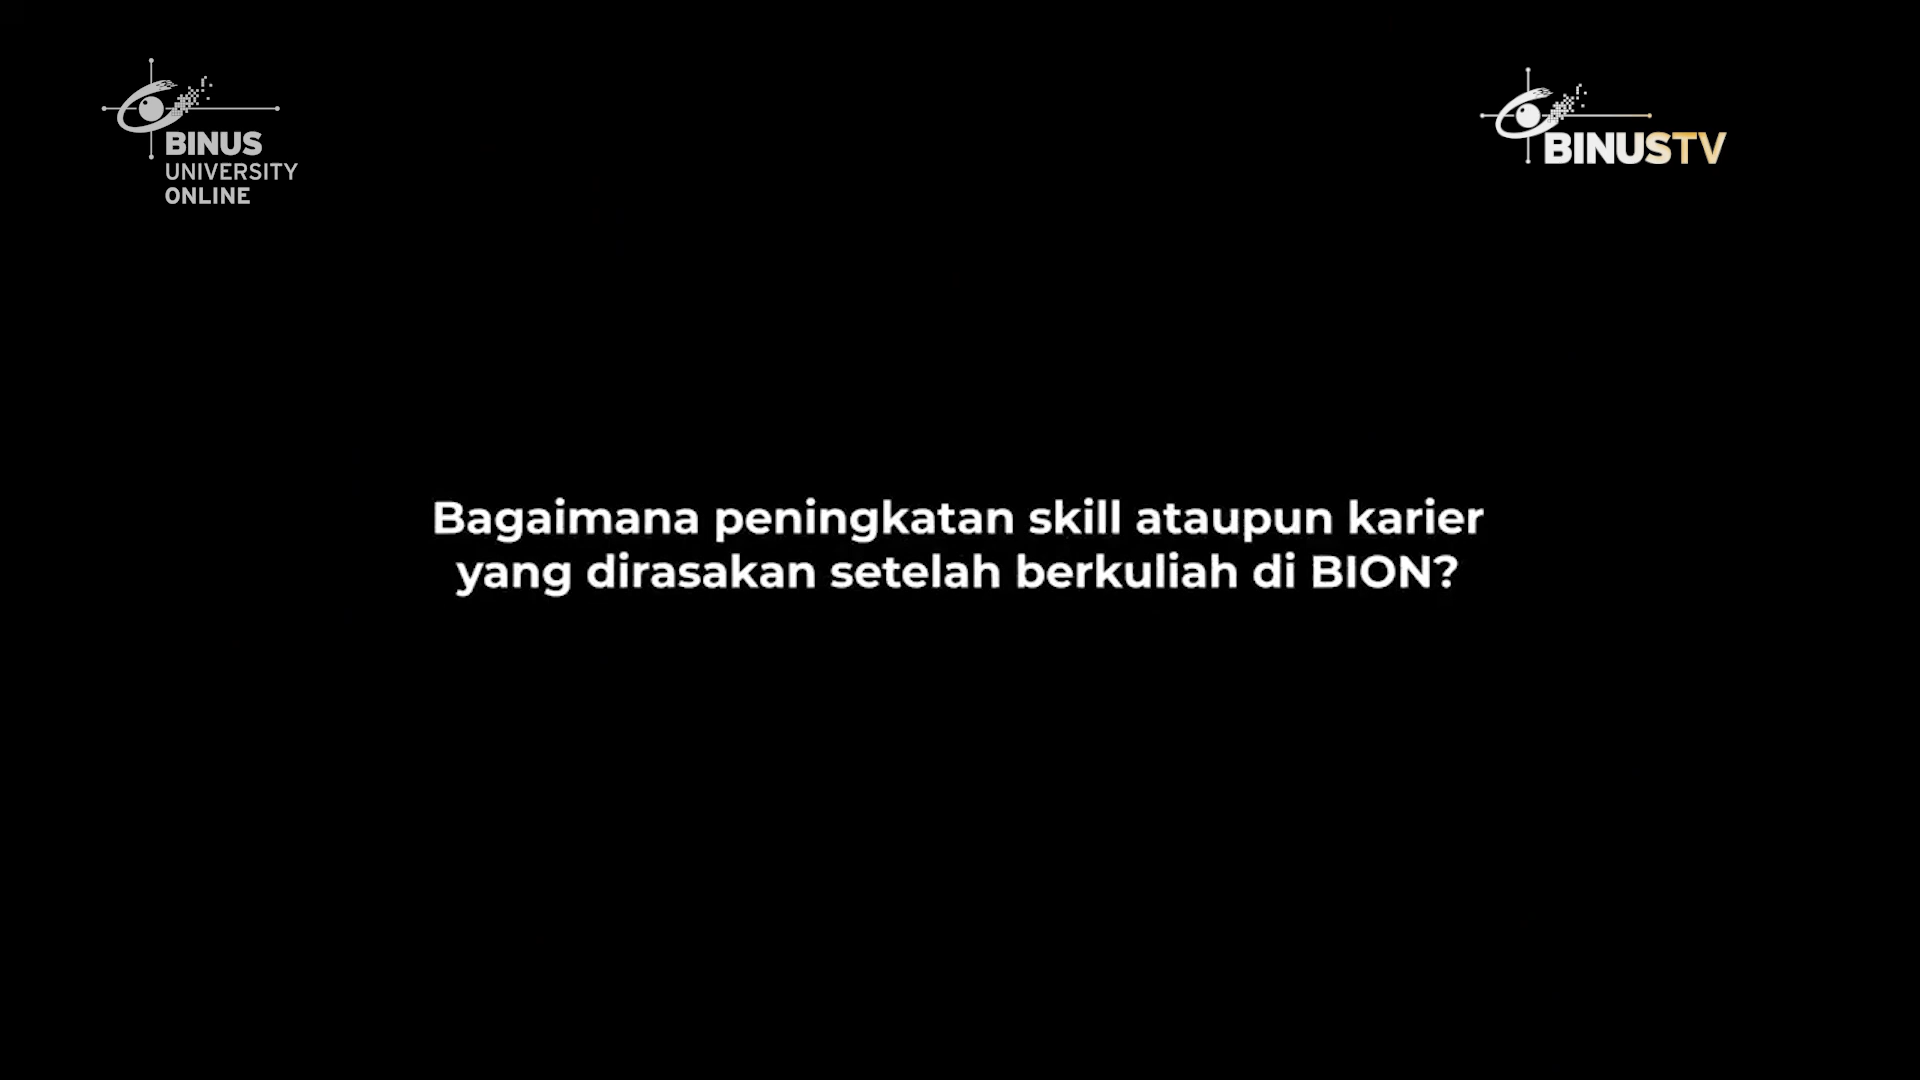 BINUS
UNIVERSITY
ONLINE
BINUSTV
Bagaimana peningkatan skill ataupun karier
yang dirasakan setelah berkuliah di BION?